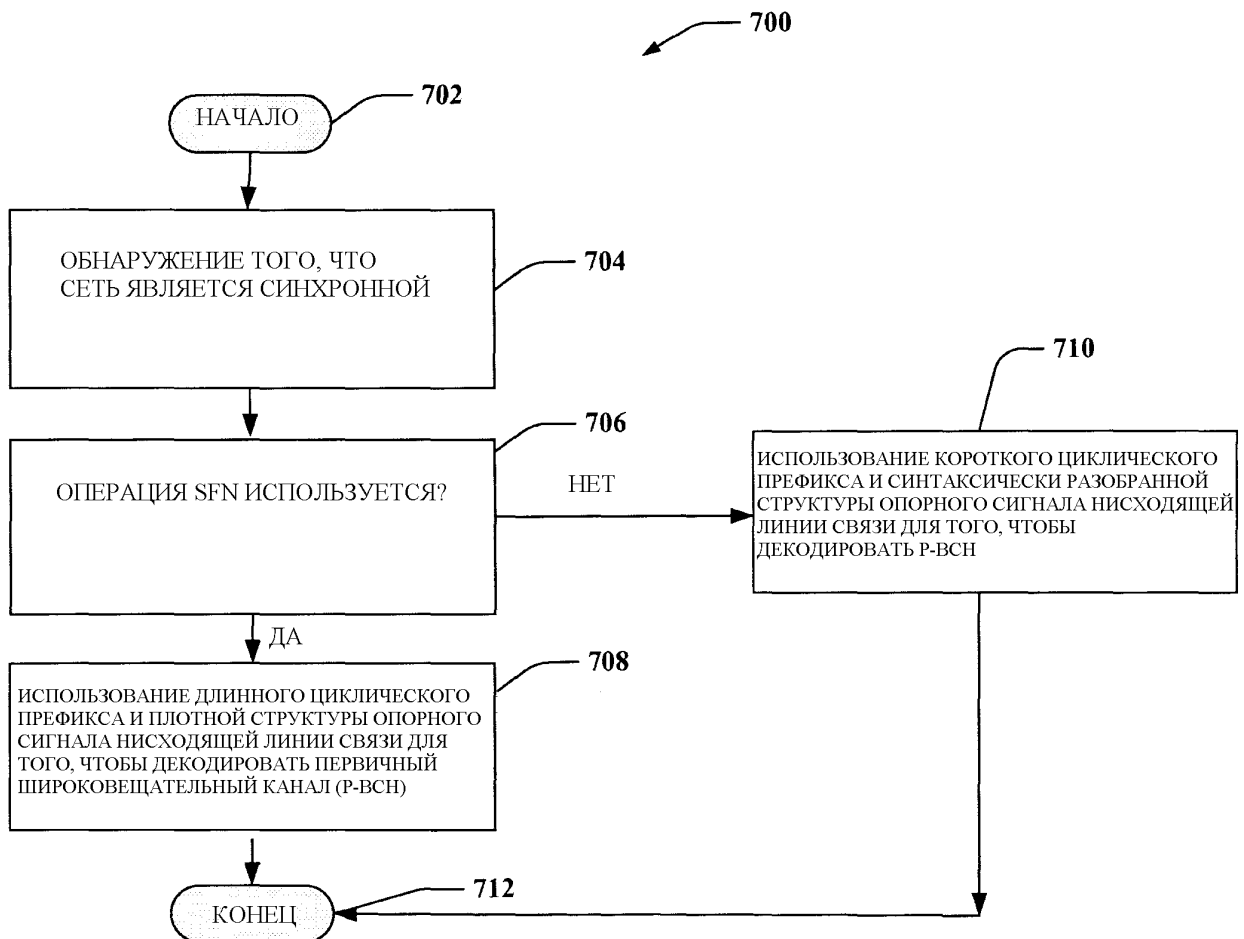 700
702
НАЧАЛО
ОБНАРУЖЕНИЕ ТОГО, ЧТО
СЕТЬ ЯВЛЯЕТСЯ СИНХРОННОЙ
704
706
ОПЕРАЦИЯ SFN ИСПОЛЬЗУЕТСЯ?
НЕТ
710
ИСПОЛЬЗОВАНИЕ КОРОТКОГО ЦИКЛИЧЕСКОГО
ПРЕФИКСА И СИНТАКСИЧЕСКИ РАЗОБРАННОЙ
СТРУКТУРЫ ОПОРНОГО СИГНАЛА НИСХОДЯЩЕЙ
ЛИНИИ СВЯЗИ ДЛЯ ТОГО, ЧТОБЫ
ДЕКОДИРОВАТЬ P-BCH
ДА
708
ИСПОЛЬЗОВАНИЕ ДЛИННОГО ЦИКЛИЧЕСКОГО
ПРЕФИКСА И ПЛОТНОЙ СТРУКТУРЫ ОПОРНОГО
СИГНАЛА НИСХОДЯЩЕЙ ЛИНИИ СВЯЗИ ДЛЯ
ТОГО, ЧТОБЫ ДЕКОДИРОВАТЬ ПЕРВИЧНЫЙ
ШИРОКОВЕЩАТЕЛЬНЫЙ КАНАЛ (P-BCH)
712
КОНЕЦ